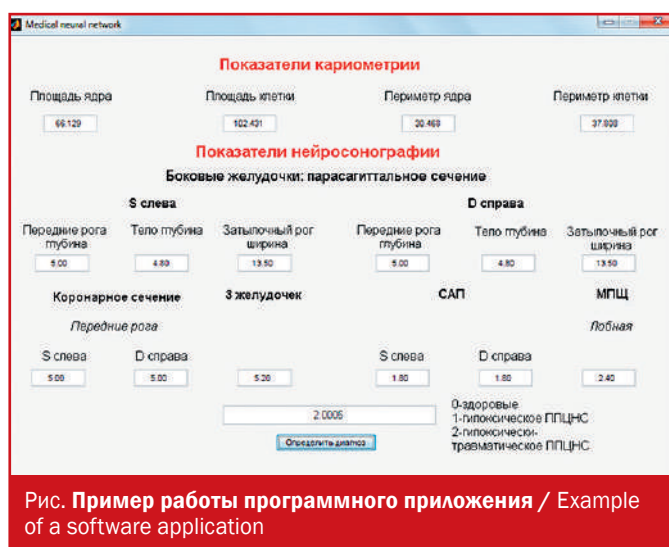 Medical neural network
Показатели кариометрии
Площадь ядра Площадь клетки Периметр ядра Периметр клетки
66.129 102.431 30.468 37.808
Показатели нейросонографии
Боковые желудочки: парасагиттальное сечение
S слева D справа
Передние рога глубина Тело глубина Затылочный рог ширина Передние рога глубина Тело глубина Затылочный рог ширина
5.00 4.80 13.50 5.00 4.80 13.50
Коронарное сечение 3 желудочек САП МПЩ
Передние рога Лобная
S слева D справа S слева D справа
5.00 5.00 5.20 1.80 1.80 2.40
2.0005
Определить диагноз
0-здоровые
1-гипоксическое ППЦНС
2-гипоксически-
травматическое ППЦНС
Рис. Пример работы программного приложения / Example
of a software application